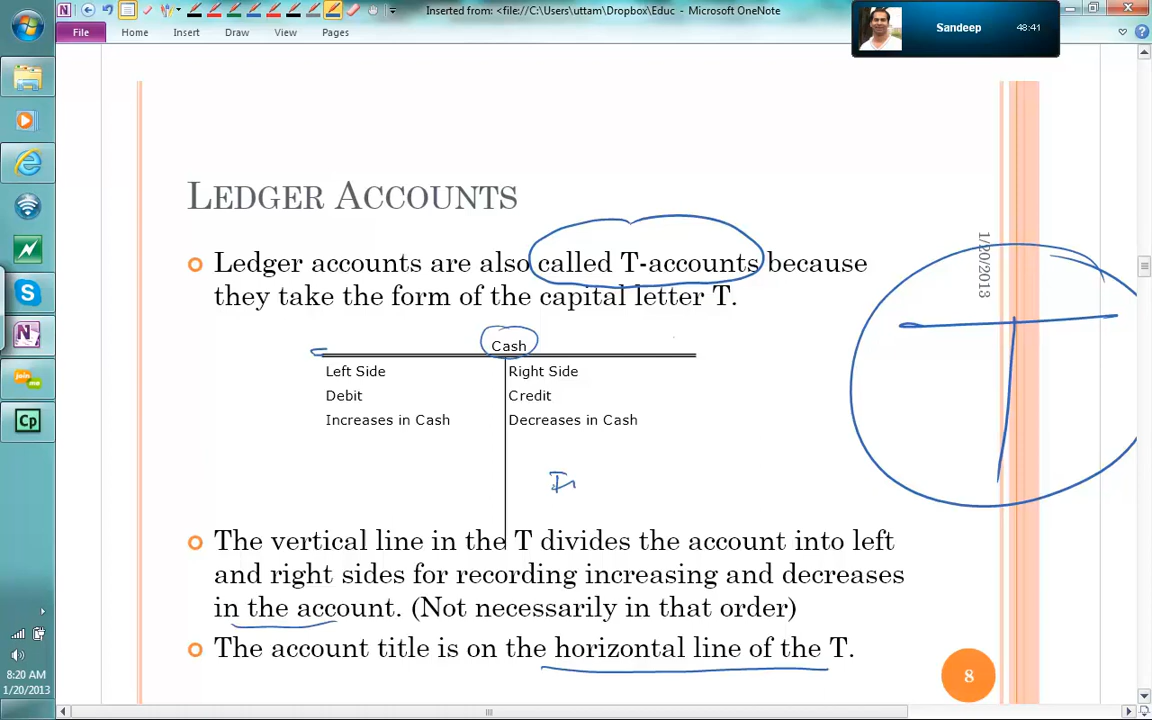 Inserted from: <file://C:\Users\uttam\Dropbox\Educ - Microsoft OneNote
File Home Insert Draw View Pages
Sandeep 48:41
LEDGER ACCOUNTS
Ledger accounts are also called T-accounts because
they take the form of the capital letter T.
1/20/2013
Cash
Left Side Right Side
Debit Credit
Increases in Cash Decreases in Cash
The vertical line in the T divides the account into left
and right sides for recording increasing and decreases
in the account. (Not necessarily in that order)
The account title is on the horizontal line of the T.
8
join me
Cp
8:20 AM
1/20/2013